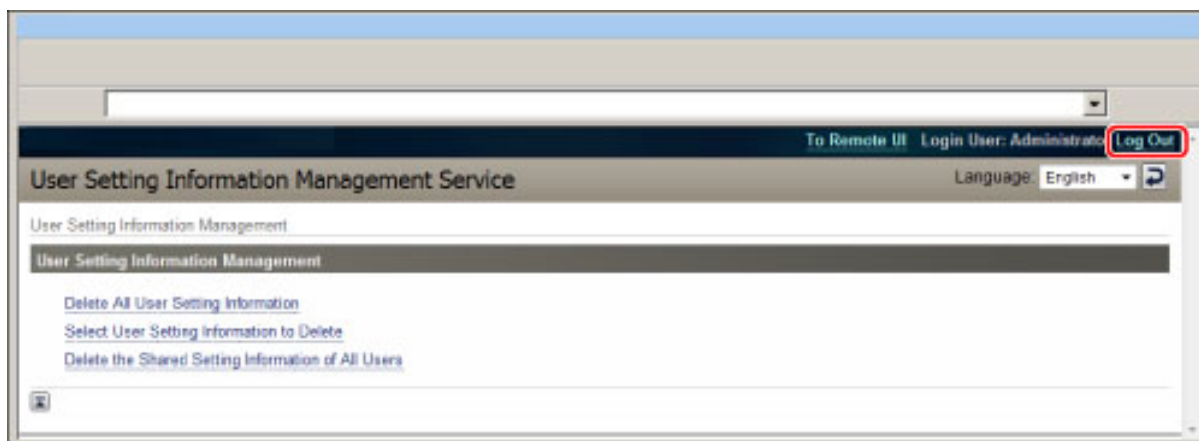 To Remote UI Login User: Administrato Log Out
User Setting Information Management Service Language: English
User Setting Information Management
User Setting Information Management
Delete All User Setting Information
Select User Setting Information to Delete
Delete the Shared Setting Information of All Users